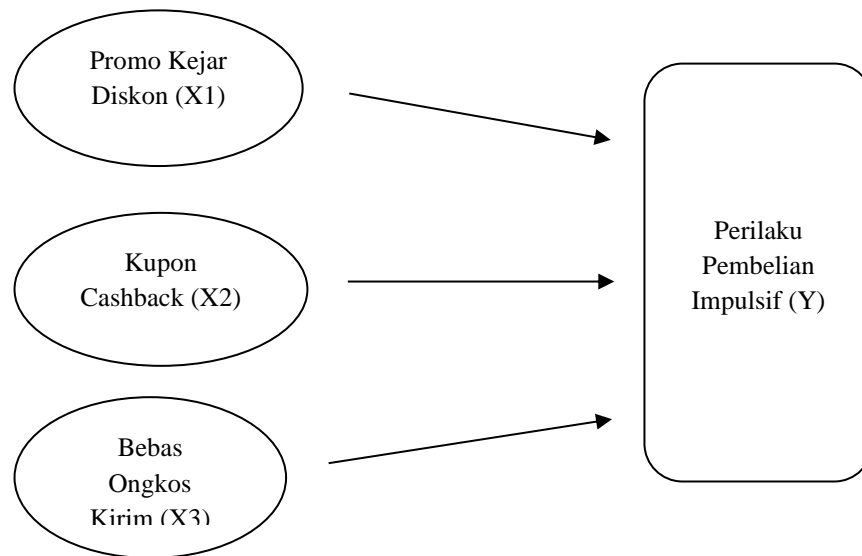 Promo Kejar
Diskon (X1)
Kupon
Cashback (X2)
Bebas
Ongkos
Kirim (X3)
Perilaku
Pembelian
Impulsif (Y)